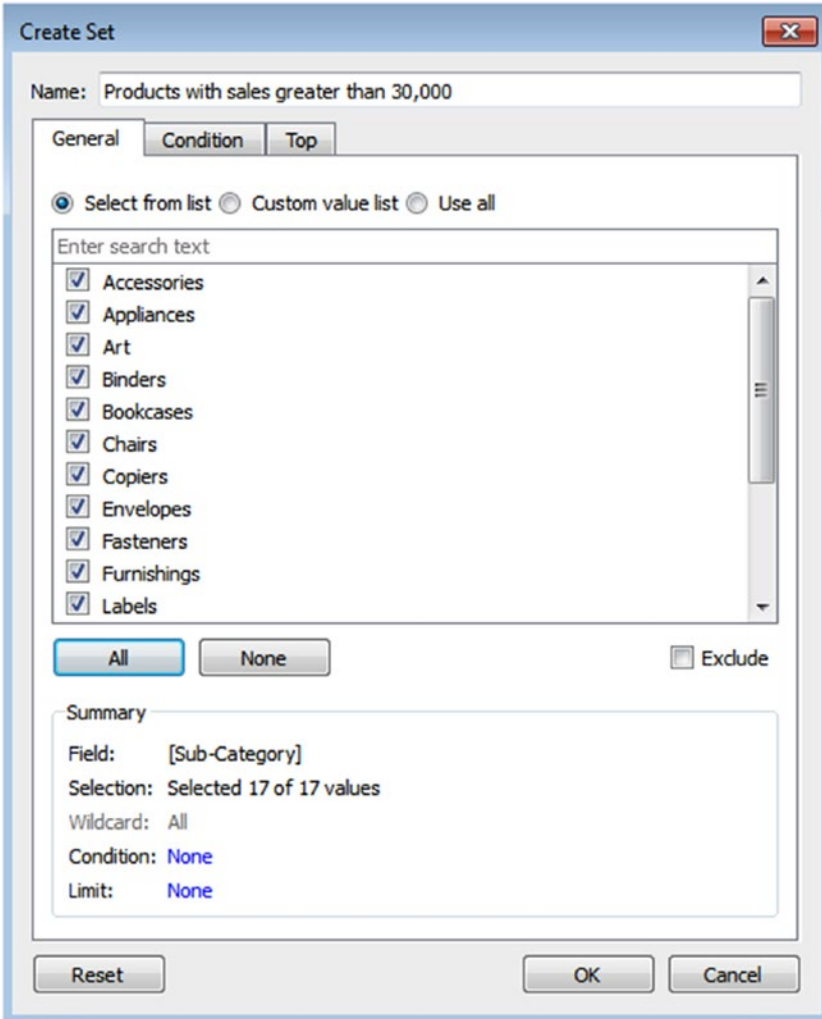 Create Set
Name: Products with sales greater than 30,000
General Condition Top
Select from list Custom value list Use all
Enter search text
Accessories
Appliances
Art
Binders
Bookcases
Chairs
Copiers
Envelopes
Fasteners
Furnishings
Labels
All None Exclude
Summary
Field: [Sub-Category]
Selection: Selected 17 of 17 values
Wildcard: All
Condition: None
Limit: None
Reset OK Cancel